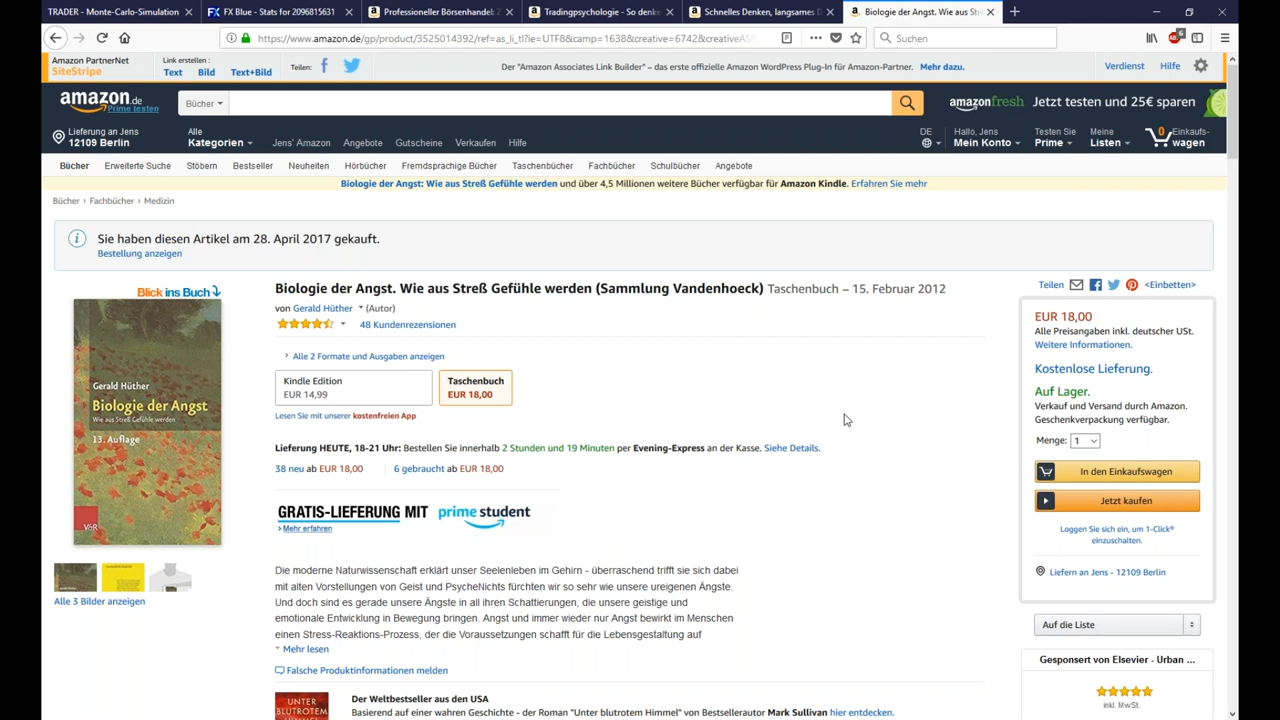 TRADER - Monte-Carlo-Simulation
FX Blue - Stats for 2096815631
Professioneller Börsenhandel:
Tradingpsychologie - So denke
Schnelles Denken, langsames D
Biologie der Angst. Wie aus Stre
https://www.amazon.de/gp/product/3525014392/ref=as_li_tl?ie=UTF8&camp=1638&creative=6742&creativeAS
Suchen
6
Amazon PartnerNet
SiteStripe
Link erstellen :
Text Bild Text+Bild
Teilen:
Der "Amazon Associates Link Builder" – das erste offizielle Amazon WordPress Plug-In für Amazon-Partner. Mehr dazu.
Verdienst Hilfe
amazon.de
Prime testen
Bücher
amazonfresh Jetzt testen und 25€ sparen
Lieferung an Jens
12109 Berlin
Alle
Kategorien
Jens' Amazon Angebote Gutscheine Verkaufen Hilfe
DE
Hallo, Jens
Mein Konto
Testen Sie
Prime
Meine
Listen
0
Einkaufs-
wagen
Bücher Erweiterte Suche Stöbern Bestseller Neuheiten Hörbücher Fremdsprachige Bücher Taschenbücher Fachbücher Schulbücher Angebote
Biologie der Angst: Wie aus Streß Gefühle werden und über 4,5 Millionen weitere Bücher verfügbar für Amazon Kindle. Erfahren Sie mehr
Bücher › Fachbücher › Medizin
Sie haben diesen Artikel am 28. April 2017 gekauft.
Bestellung anzeigen
Blick ins Buch
Gerald Hüther
Biologie der Angst
Wie aus Streß Gefühle werden
13. Auflage
V&R
Alle 3 Bilder anzeigen
Biologie der Angst. Wie aus Streß Gefühle werden (Sammlung Vandenhoeck) Taschenbuch – 15. Februar 2012
von Gerald Hüther (Autor)
48 Kundenrezensionen
› Alle 2 Formate und Ausgaben anzeigen
Kindle Edition
EUR 14,99
Taschenbuch
EUR 18,00
Lesen Sie mit unserer kostenfreien App
Lieferung HEUTE, 18-21 Uhr: Bestellen Sie innerhalb 2 Stunden und 19 Minuten per Evening-Express an der Kasse. Siehe Details.
38 neu ab EUR 18,00 6 gebraucht ab EUR 18,00
GRATIS-LIEFERUNG MIT prime student
› Mehr erfahren
Die moderne Naturwissenschaft erklärt unser Seelenleben im Gehirn - überraschend trifft sie sich dabei
mit alten Vorstellungen von Geist und PsycheNichts fürchten wir so sehr wie unsere ureigenen Ängste.
Und doch sind es gerade unsere Ängste in all ihren Schattierungen, die unsere geistige und
emotionale Entwicklung in Bewegung bringen. Angst und immer wieder nur Angst bewirkt im Menschen
einen Stress-Reaktions-Prozess, der die Voraussetzungen schafft für die Lebensgestaltung auf
Mehr lesen
Falsche Produktinformationen melden
UNTER
BLUTROTEM
HIMMEL
Der Weltbestseller aus den USA
Basierend auf einer wahren Geschichte - der Roman "Unter blutrotem Himmel" von Bestsellerautor Mark Sullivan hier entdecken.
Teilen <Einbetten>
EUR 18,00
Alle Preisangaben inkl. deutscher USt.
Weitere Informationen.
Kostenlose Lieferung.
Auf Lager.
Verkauf und Versand durch Amazon.
Geschenkverpackung verfügbar.
Menge: 1
In den Einkaufswagen
Jetzt kaufen
Loggen Sie sich ein, um 1-Click®
einzuschalten.
Liefern an Jens - 12109 Berlin
Auf die Liste
Gesponsert von Elsevier - Urban ...
inkl. MwSt.